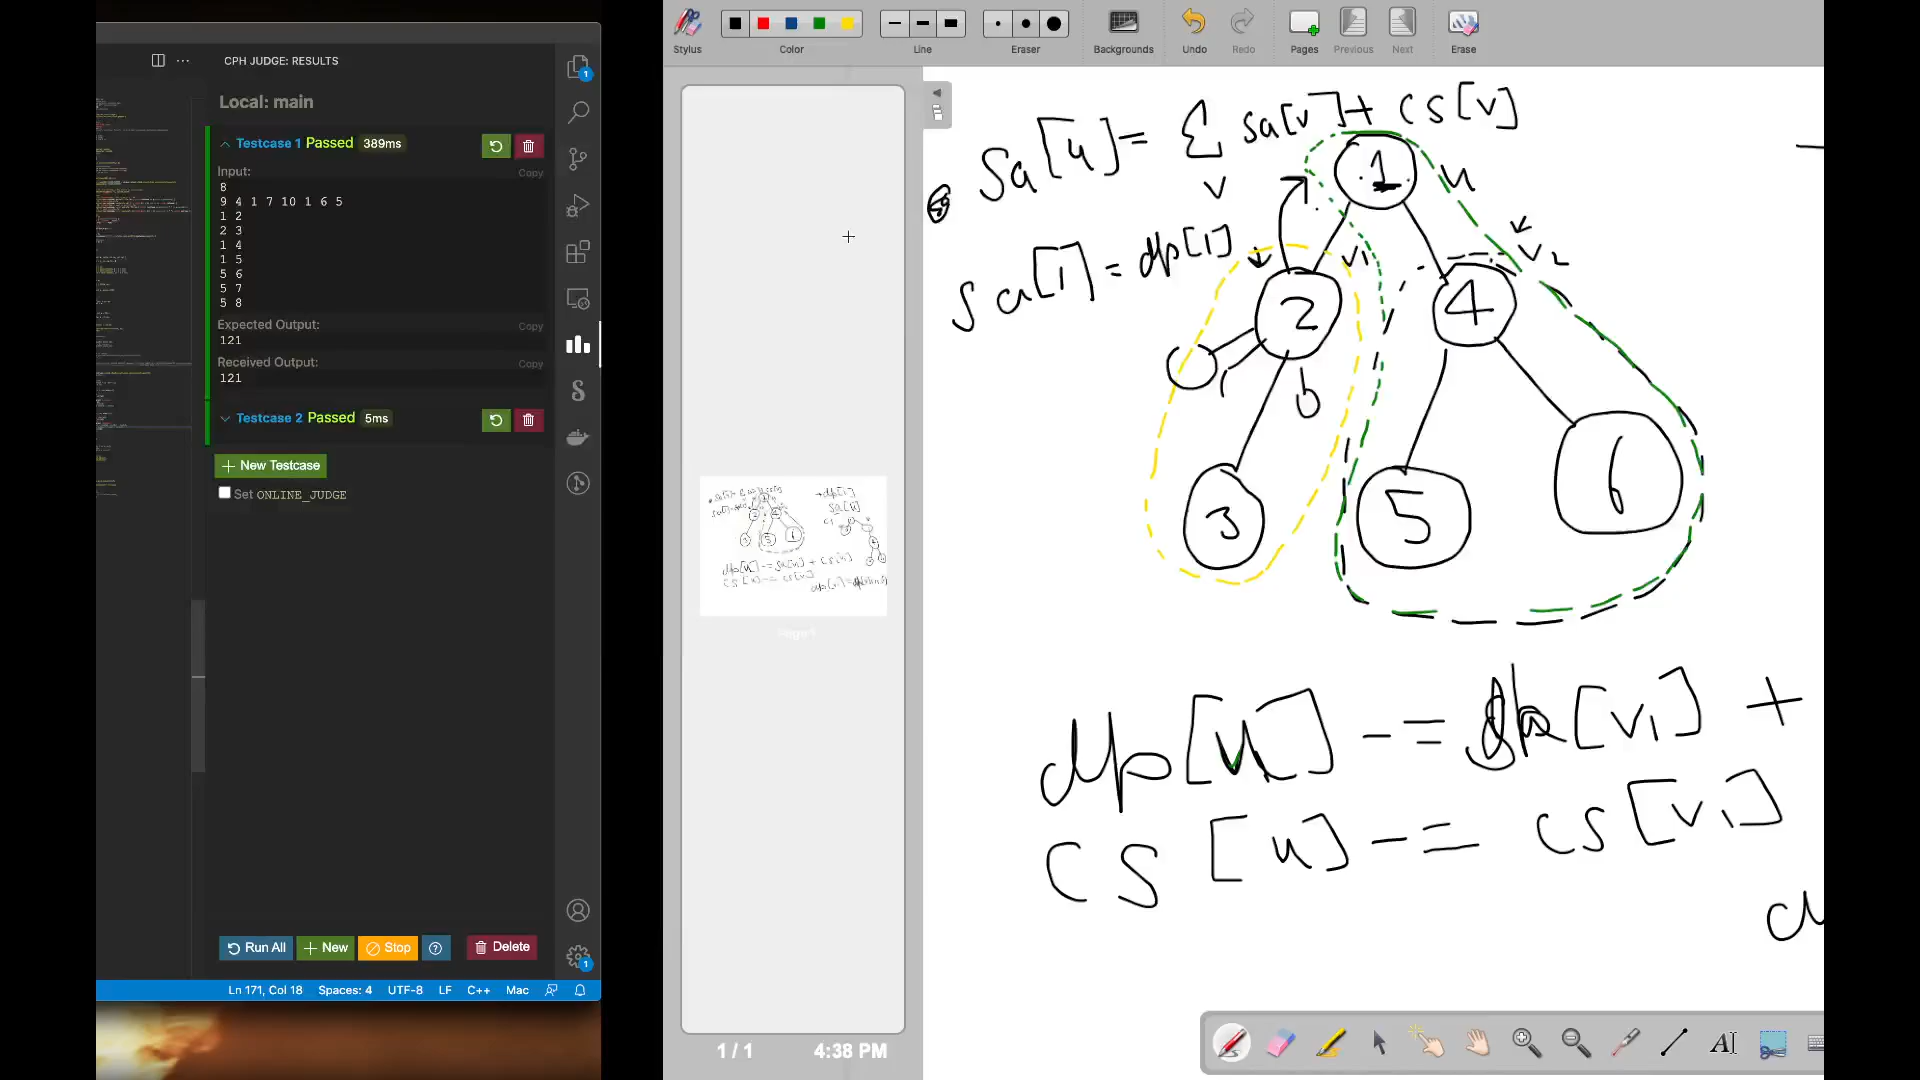 CPH JUDGE: RESULTS
Local: main
Testcase 1 Passed 389ms
Input:
Copy
8
9 4 1 7 10 1 6 5
1 2
2 3
1 4
1 5
5 6
5 7
5 8
Expected Output:
Copy
121
Received Output:
Copy
121
Testcase 2 Passed 5ms
+ New Testcase
Set ONLINE_JUDGE
Run All
+ New
Stop
Delete
Ln 171, Col 18 Spaces: 4 UTF-8 LF C++ Mac
Stylus
Color
Line
Eraser
Backgrounds
Undo
Redo
Pages
Previous
Next
Erase
1 / 1 4:38 PM
Sa[u] = Σ sa[v] + cs[v]
v
Sa[1] = dp[1]
1
u
v1
v2
2
4
3
5
6
dp[u] -= [v1] +
cs[u] -= cs[v1]